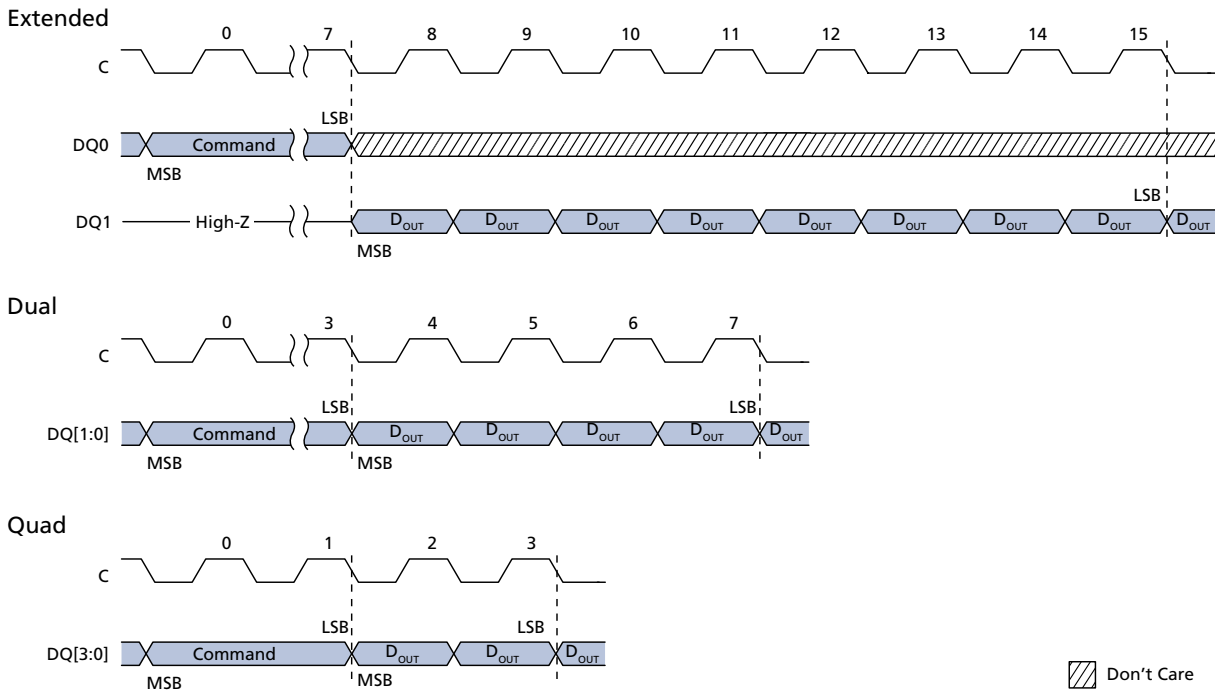 Extended
0 7 8 9 10 11 12 13 14 15
C
LSB
DQ0 Command
MSB
LSB
DQ1 High-Z DOUT DOUT DOUT DOUT DOUT DOUT DOUT DOUT DOUT
MSB
Dual
0 3 4 5 6 7
C
LSB LSB
DQ[1:0] Command DOUT DOUT DOUT DOUT DOUT
MSB MSB
Quad
0 1 2 3
C
LSB LSB
DQ[3:0] Command DOUT DOUT DOUT
MSB MSB
Don't Care